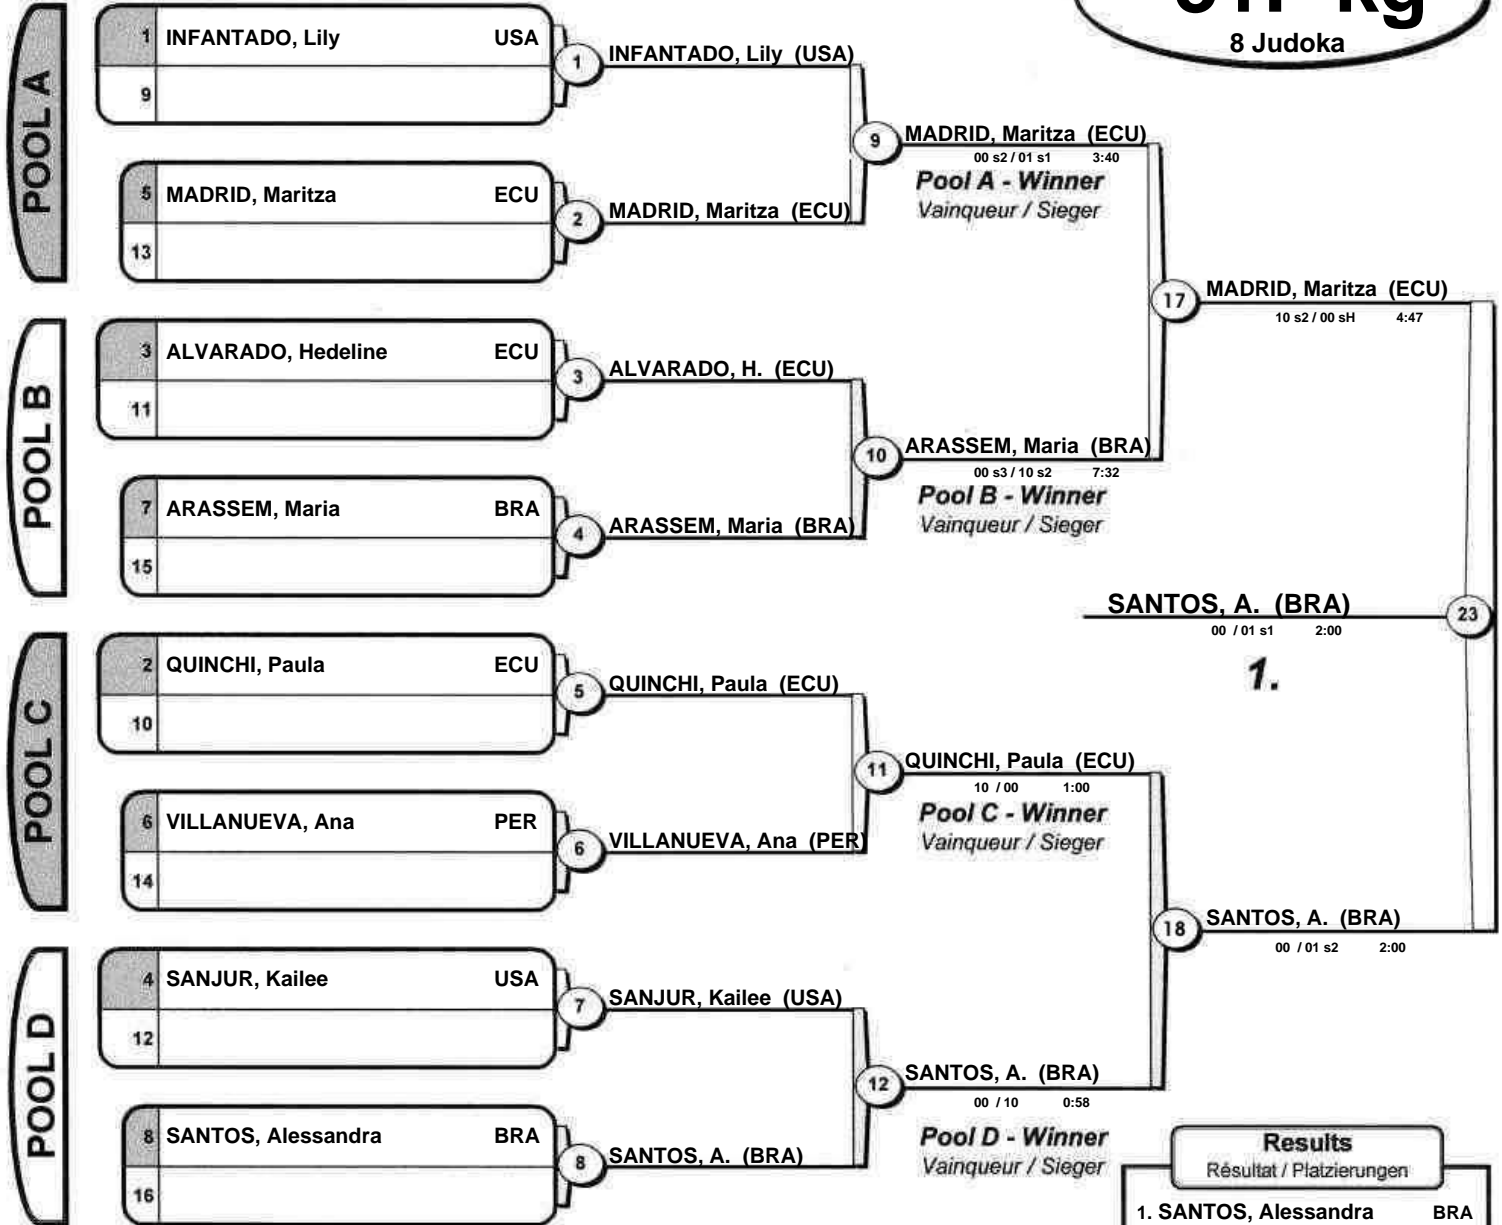 8 Judoka
POOL A
1 INFANTADO, Lily USA
9
1
INFANTADO, Lily (USA)
5 MADRID, Maritza ECU
13
2
MADRID, Maritza (ECU)
9
MADRID, Maritza (ECU)
00 s2 / 01 s1 3:40
Pool A - Winner
Vainqueur / Sieger
POOL B
3 ALVARADO, Hedeline ECU
11
3
ALVARADO, H. (ECU)
7 ARASSEM, Maria BRA
15
4
ARASSEM, Maria (BRA)
10
ARASSEM, Maria (BRA)
00 s3 / 10 s2 7:32
Pool B - Winner
Vainqueur / Sieger
17
MADRID, Maritza (ECU)
10 s2 / 00 sH 4:47
SANTOS, A. (BRA)
00 / 01 s1 2:00
23
1.
POOL C
2 QUINCHI, Paula ECU
10
5
QUINCHI, Paula (ECU)
6 VILLANUEVA, Ana PER
14
6
VILLANUEVA, Ana (PER)
11
QUINCHI, Paula (ECU)
10 / 00 1:00
Pool C - Winner
Vainqueur / Sieger
18
SANTOS, A. (BRA)
00 / 01 s2 2:00
POOL D
4 SANJUR, Kailee USA
12
7
SANJUR, Kailee (USA)
8 SANTOS, Alessandra BRA
16
8
SANTOS, A. (BRA)
12
SANTOS, A. (BRA)
00 / 10 0:58
Pool D - Winner
Vainqueur / Sieger
Results
Résultat / Platzierungen
1. SANTOS, Alessandra BRA